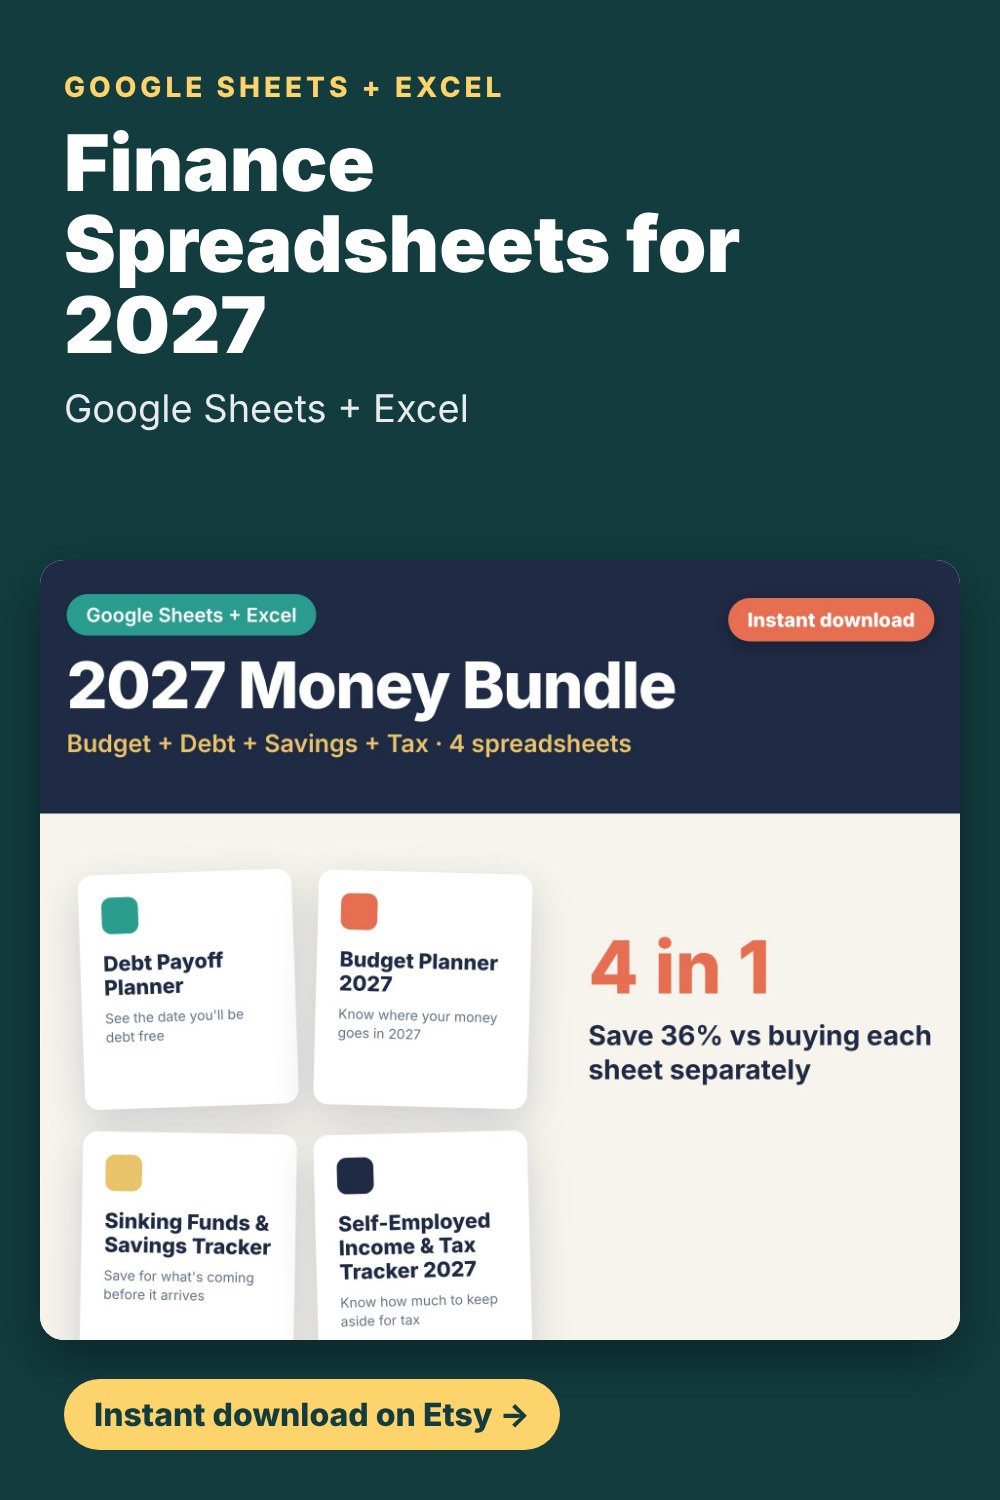 GOOGLE SHEETS + EXCEL
Finance
Spreadsheets for
2027
Google Sheets + Excel
Google Sheets + Excel
Instant download
2027 Money Bundle
Budget + Debt + Savings + Tax · 4 spreadsheets
Debt Payoff
Planner
See the date you'll be
debt free
Budget Planner
2027
Know where your money
goes in 2027
4 in 1
Save 36% vs buying each
sheet separately
Sinking Funds &
Savings Tracker
Save for what's coming
before it arrives
Self-Employed
Income & Tax
Tracker 2027
Know how much to keep
aside for tax
Instant download on Etsy →